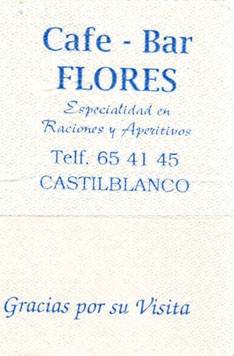 Cafe - Bar
FLORES
Especialidad en
Raciones y Aperitivos
Telf. 65 41 45
CASTILBLANCO
Gracias por su Visita